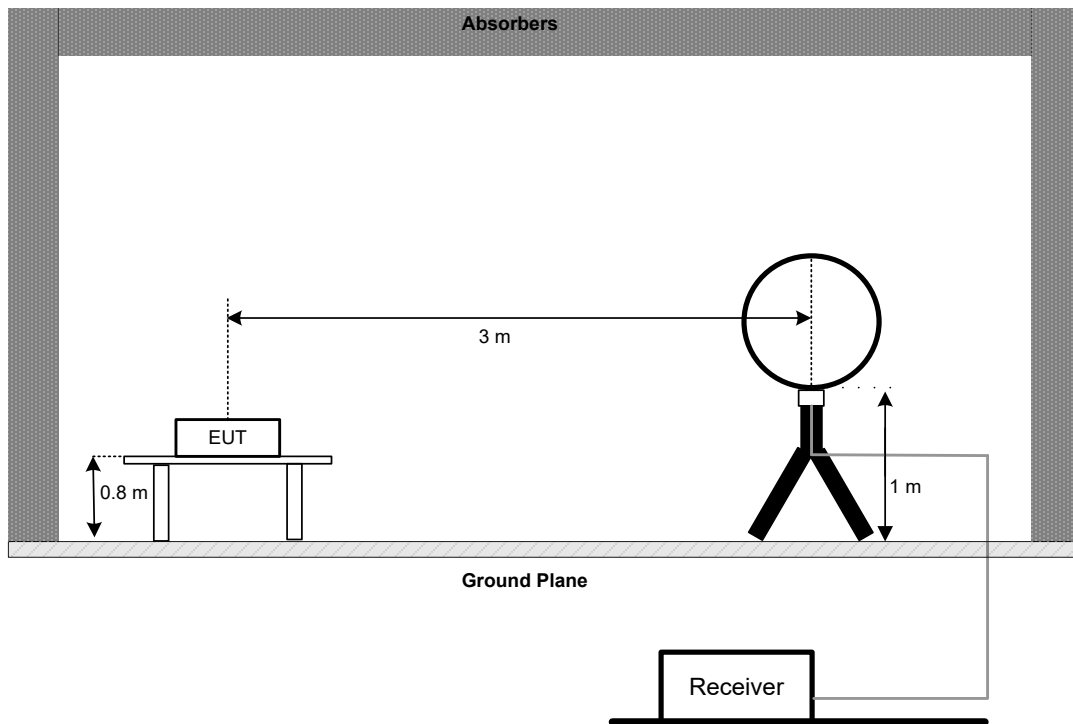 Absorbers
3 m
EUT
0.8 m
1 m
Ground Plane
Receiver